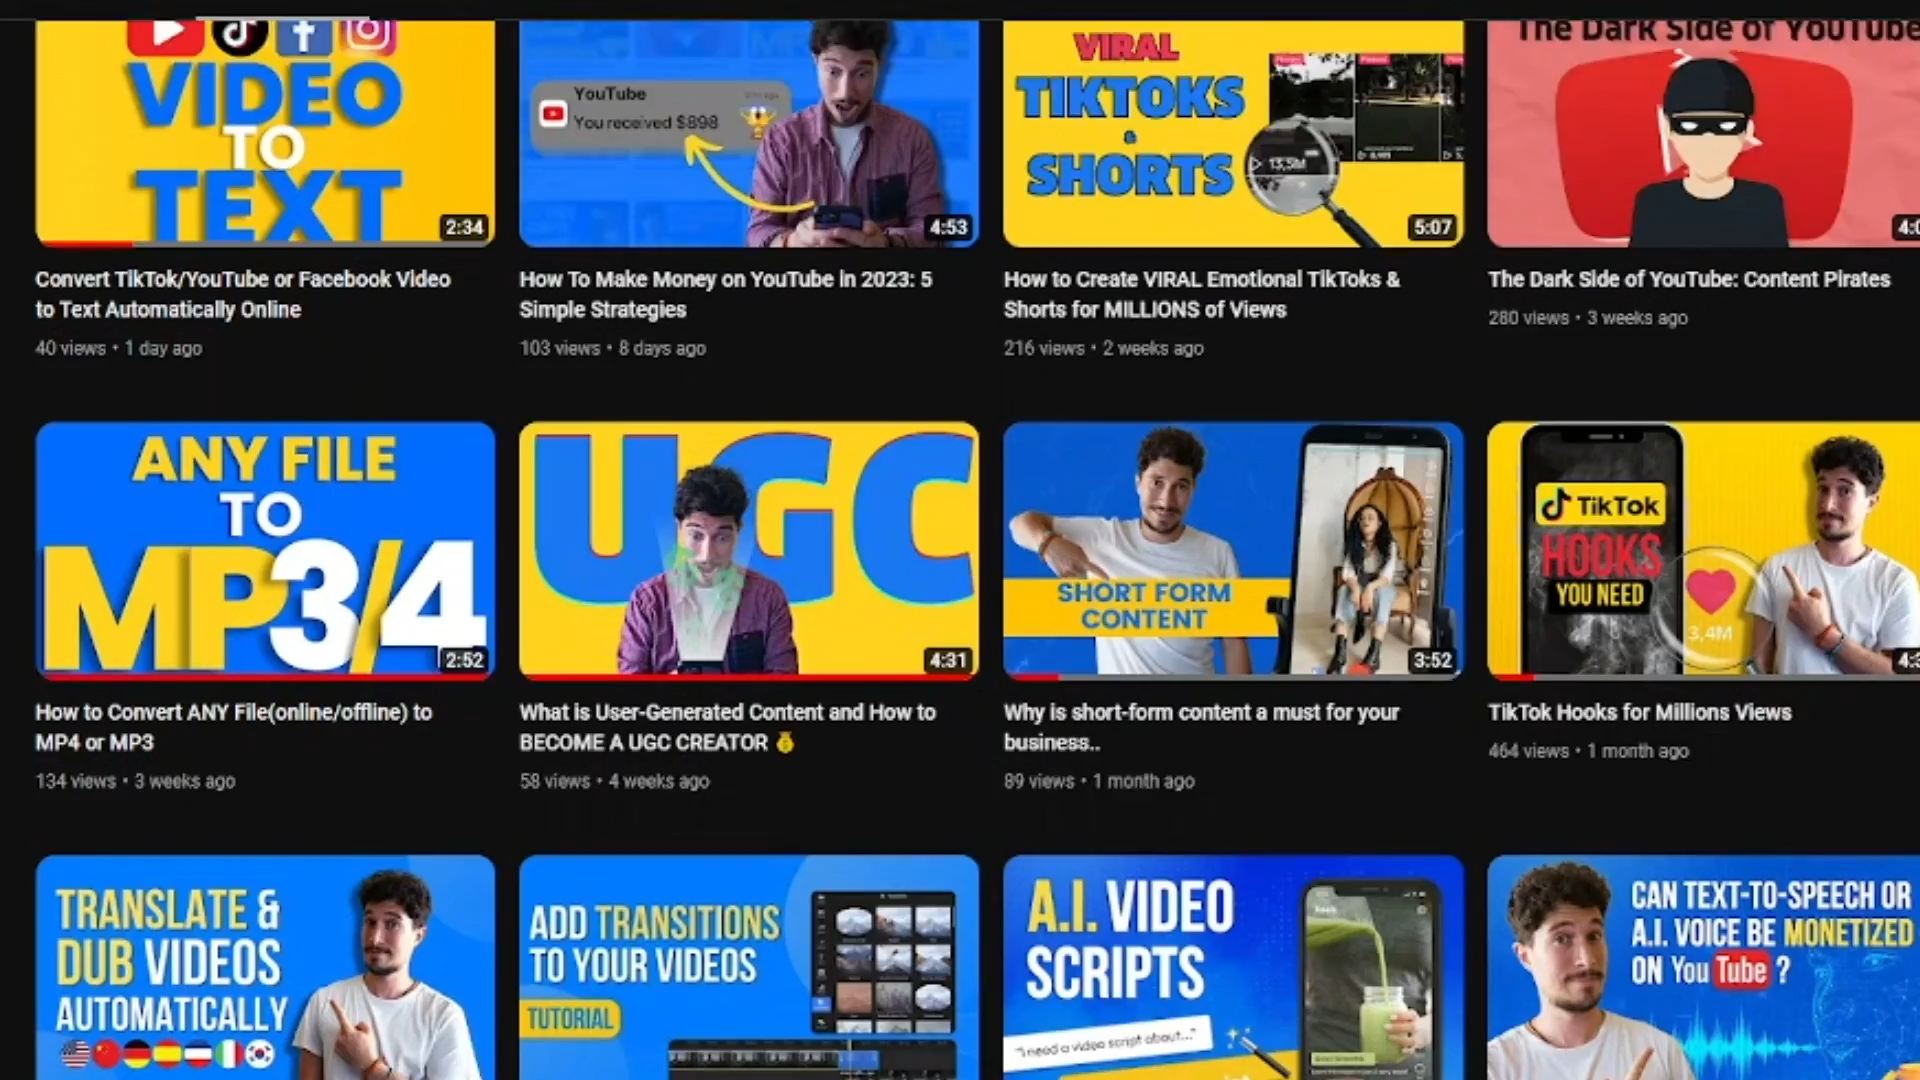 VIDEO
TO
TEXT
2:34
YouTube
You received $898
4:53
VIRAL
TIKTOKS
&
SHORTS
13,5M
5:07
The Dark Side of YouTube
Convert TikTok/YouTube or Facebook Video
to Text Automatically Online
40 views • 1 day ago
How To Make Money on YouTube in 2023: 5
Simple Strategies
103 views • 8 days ago
How to Create VIRAL Emotional TikToks &
Shorts for MILLIONS of Views
216 views • 2 weeks ago
The Dark Side of YouTube: Content Pirates
280 views • 3 weeks ago
ANY FILE
TO
MP3/4
2:52
UGC
4:31
SHORT FORM
CONTENT
3:52
TikTok
HOOKS
YOU NEED
3,4M
How to Convert ANY File(online/offline) to
MP4 or MP3
134 views • 3 weeks ago
What is User-Generated Content and How to
BECOME A UGC CREATOR 💰
58 views • 4 weeks ago
Why is short-form content a must for your
business..
89 views • 1 month ago
TikTok Hooks for Millions Views
464 views • 1 month ago
TRANSLATE &
DUB VIDEOS
AUTOMATICALLY
ADD TRANSITIONS
TO YOUR VIDEOS
TUTORIAL
A.I. VIDEO
SCRIPTS
"I need a video script about..."
CAN TEXT-TO-SPEECH OR
A.I. VOICE BE MONETIZED
ON YouTube ?